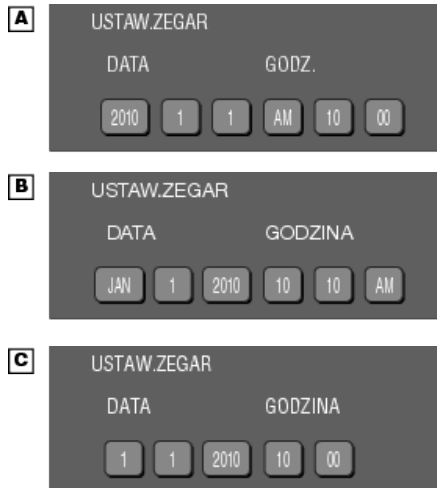 A
USTAW.ZEGAR
DATA GODZ.
2010 1 1 AM 10 00
B
USTAW.ZEGAR
DATA GODZINA
JAN 1 2010 10 10 AM
C
USTAW.ZEGAR
DATA GODZINA
1 1 2010 10 00